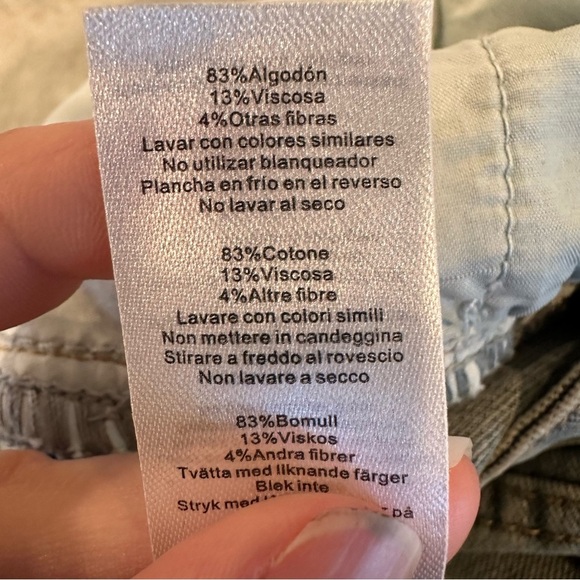 83%Algodón
13%Viscosa
4%Otras fibras
Lavar con colores similares
No utilizar blanqueador
Plancha en frío en el reverso
No lavar al seco
83%Cotone
13%Viscosa
4%Altre fibre
Lavare con colori simili
Non mettere in candeggina
Stirare a freddo al rovescio
Non lavare a secco
83%Bomull
13%Viskos
4%Andra fibrer
Tvätta med liknande färger
Blek inte
Stryk med på